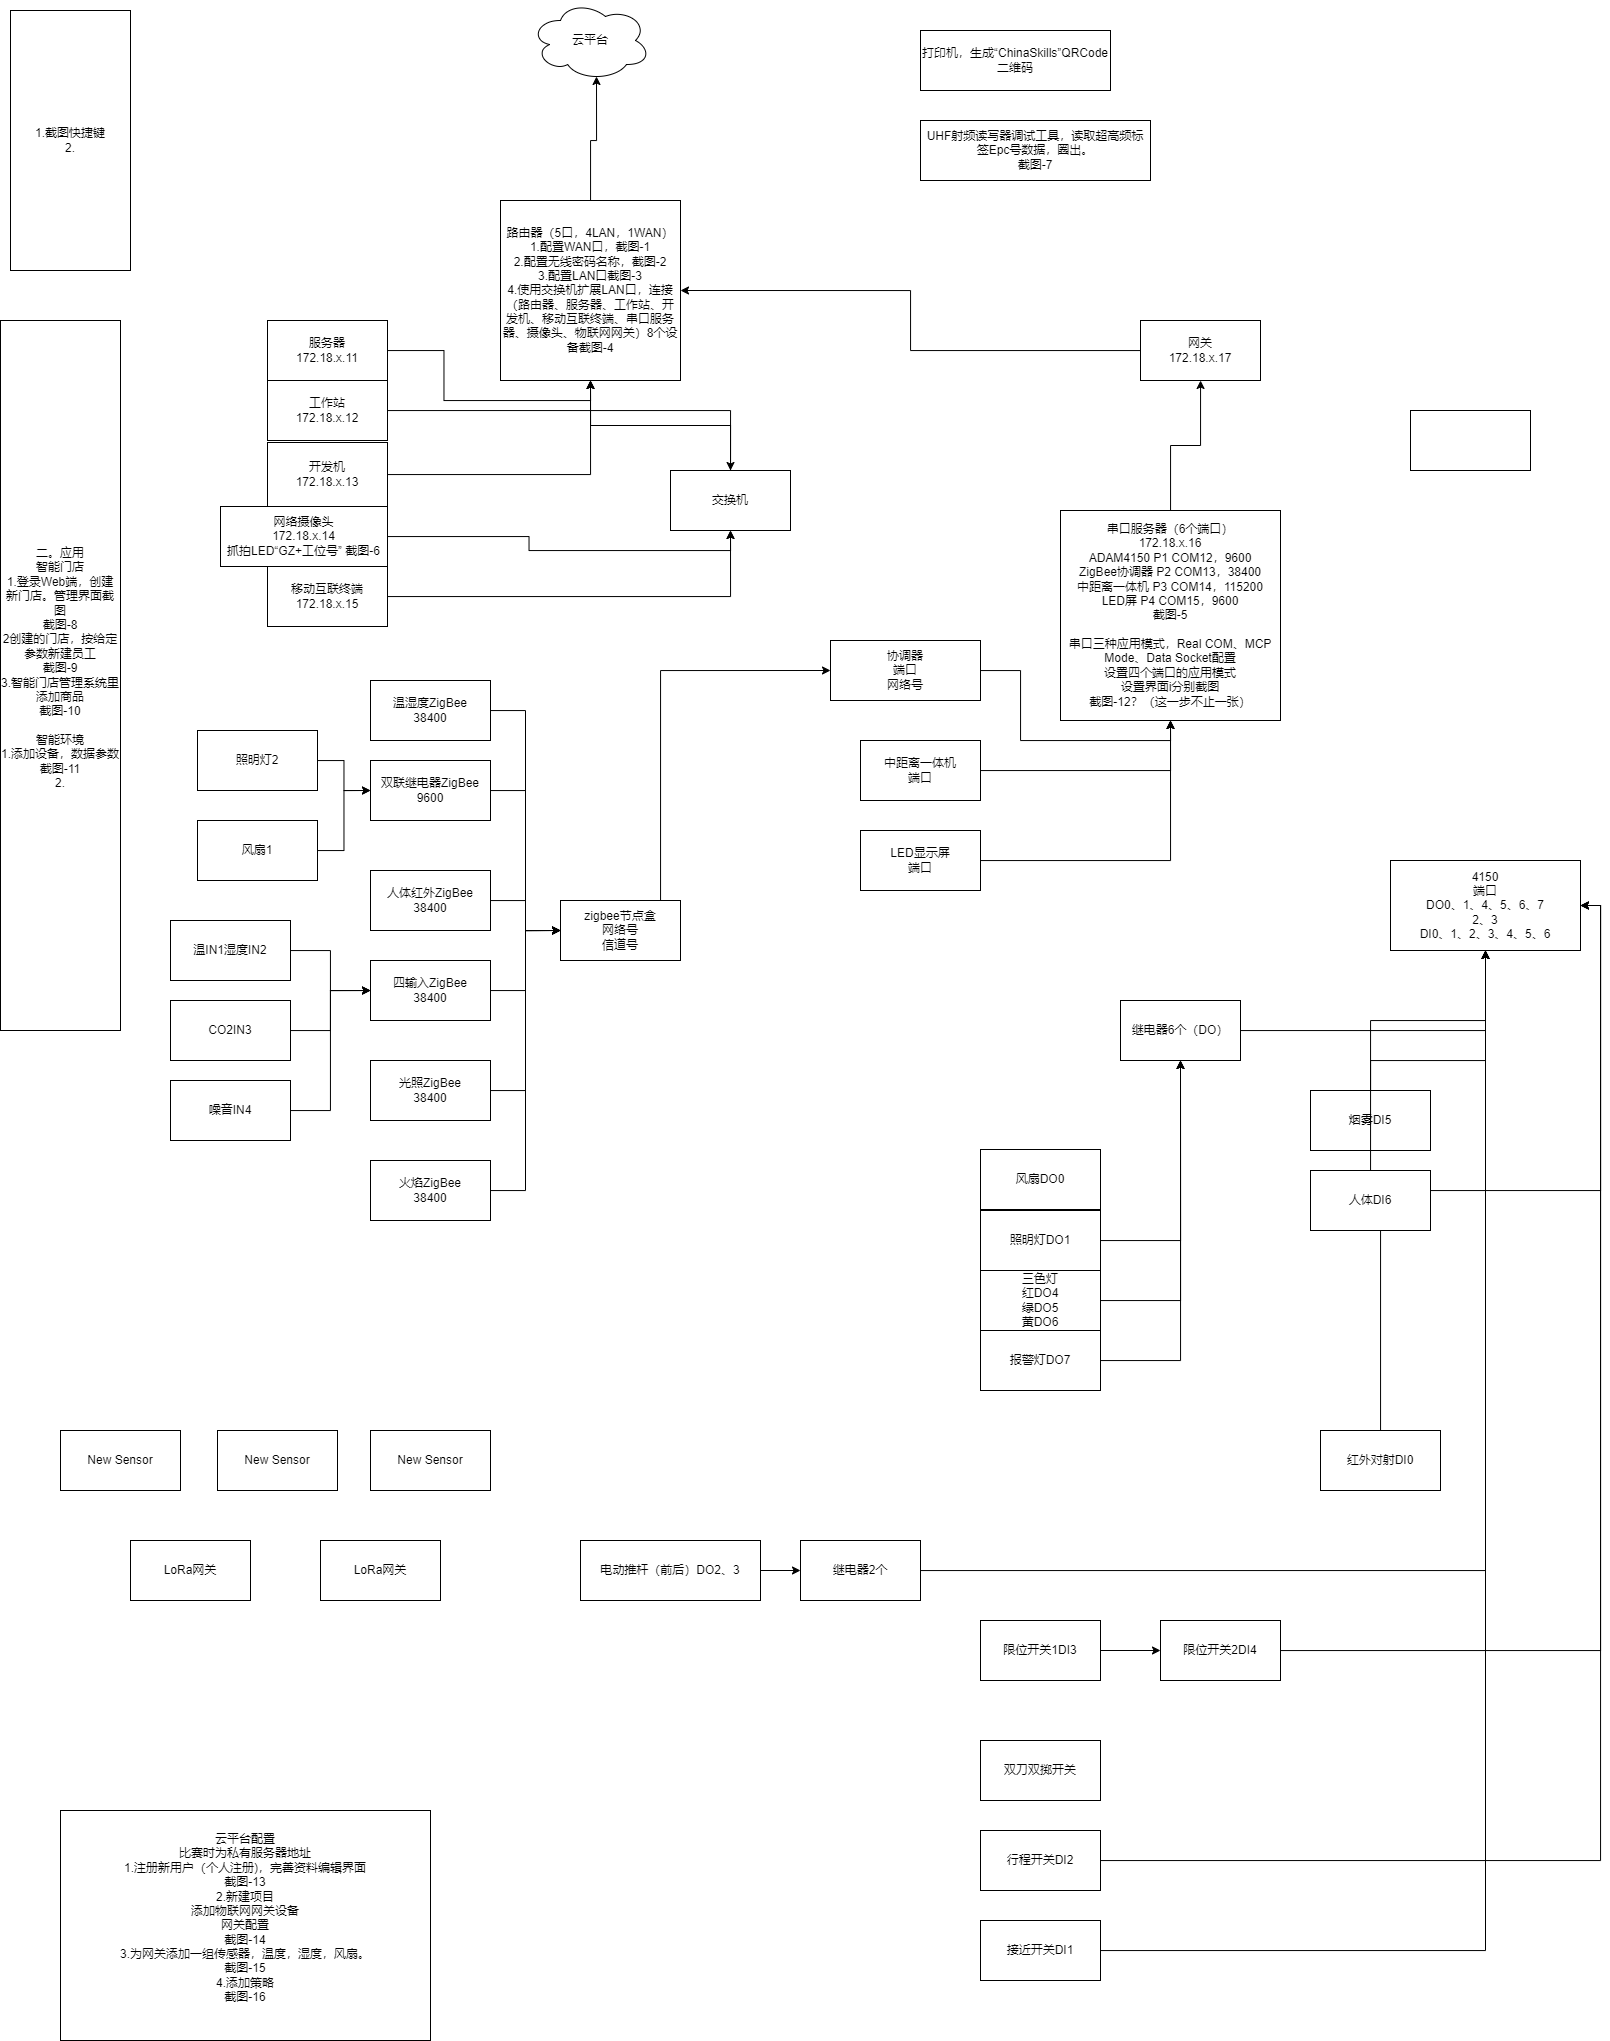 云平台
打印机，生成“ChinaSkills”QRCode
二维码
1.截图快捷键
2.
UHF射频读写器调试工具，读取超高频标
签Epc号数据，圈出。
截图-7
路由器（5口，4LAN，1WAN）
1.配置WAN口，截图-1
2.配置无线密码名称，截图-2
3.配置LAN口截图-3
4.使用交换机扩展LAN口，连接
（路由器、服务器、工作站、开
发机、移动互联终端、串口服务
器、摄像头、物联网网关）8个设
备截图-4
服务器
172.18.x.11
工作站
172.18.x.12
开发机
172.18.x.13
网络摄像头
172.18.x.14
抓拍LED“GZ+工位号” 截图-6
移动互联终端
172.18.x.15
交换机
网关
172.18.x.17
串口服务器（6个端口）
172.18.x.16
ADAM4150 P1 COM12，9600
ZigBee协调器 P2 COM13，38400
中距离一体机 P3 COM14，115200
LED屏 P4 COM15，9600
截图-5
串口三种应用模式，Real COM、MCP
Mode、Data Socket配置
设置四个端口的应用模式
设置界面i分别截图
截图-12？（这一步不止一张）
二。应用
智能门店
1.登录Web端，创建
新门店。管理界面截
图
截图-8
2创建的门店，按给定
参数新建员工
截图-9
3.智能门店管理系统里
添加商品
截图-10
智能环境
1.添加设备，数据参数
截图-11
2.
协调器
端口
网络号
中距离一体机
端口
LED显示屏
端口
温湿度ZigBee
38400
照明灯2
双联继电器ZigBee
9600
风扇1
人体红外ZigBee
38400
zigbee节点盒
网络号
信道号
温IN1湿度IN2
四输入ZigBee
38400
CO2IN3
噪音IN4
光照ZigBee
38400
火焰ZigBee
38400
4150
端口
DO0、1、4、5、6、7
2、3
DI0、1、2、3、4、5、6
继电器6个（DO）
烟雾DI5
人体DI6
风扇DO0
照明灯DO1
三色灯
红DO4
绿DO5
黄DO6
报警灯DO7
红外对射DI0
New Sensor
New Sensor
New Sensor
LoRa网关
LoRa网关
电动推杆（前后）DO2、3
继电器2个
限位开关1DI3
限位开关2DI4
双刀双掷开关
行程开关DI2
接近开关DI1
云平台配置
比赛时为私有服务器地址
1.注册新用户（个人注册)，完善资料编辑界面
截图-13
2.新建项目
添加物联网网关设备
网关配置
截图-14
3.为网关添加一组传感器，温度，湿度，风扇。
截图-15
4.添加策略
截图-16